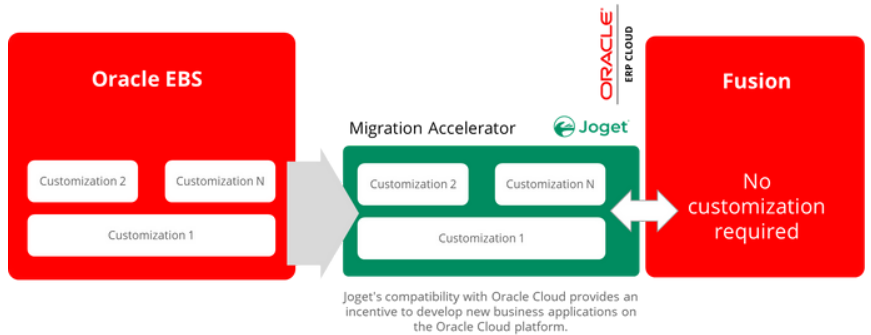 Oracle EBS
Customization 2
Customization N
Customization 1
Migration Accelerator
Joget
Customization 2
Customization N
Customization 1
Joget's compatibility with Oracle Cloud provides an
incentive to develop new business applications on
the Oracle Cloud platform.
ORACLE
ERP CLOUD
Fusion
No
customization
required